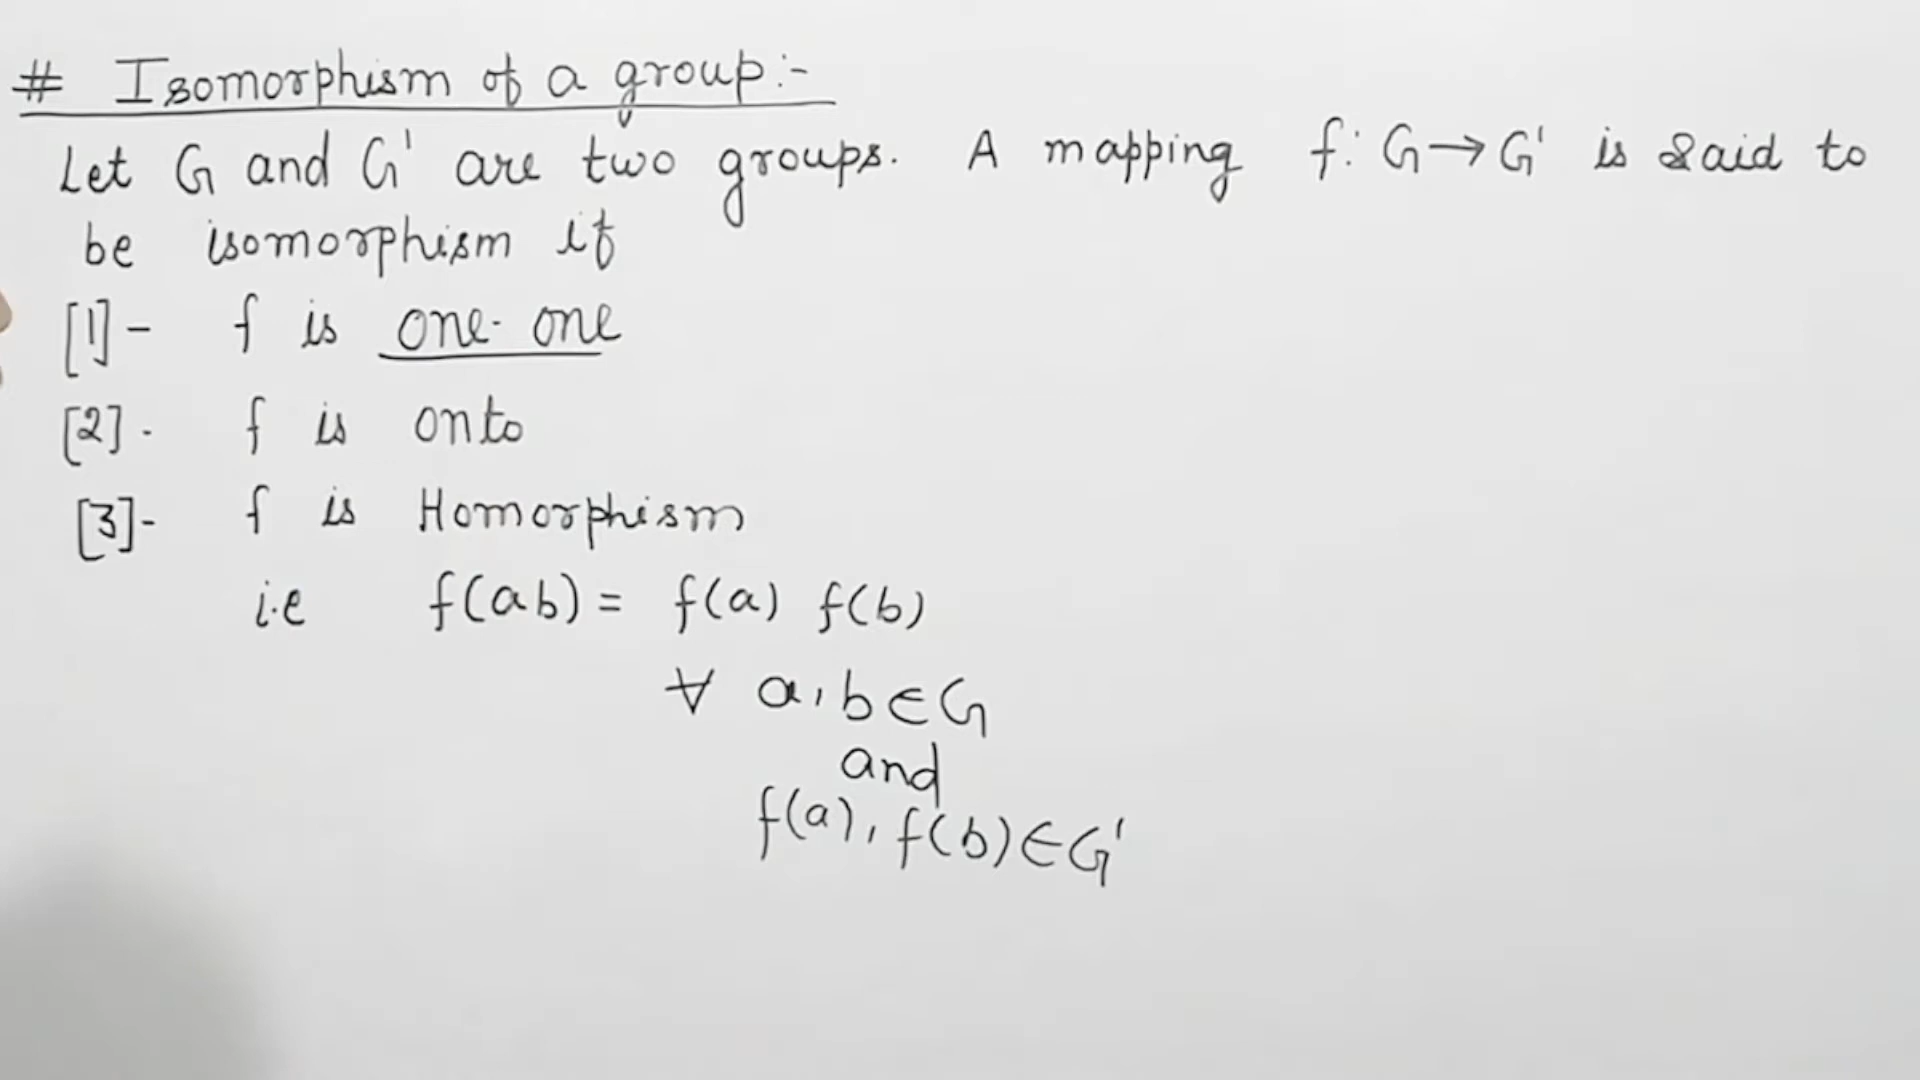 # Isomorphism of a group:-
Let G and G' are two groups. A mapping f: G→G' is said to
be isomorphism if
[1]- f is one-one
[2]. f is onto
[3]- f is Homorphism
i.e f(ab) = f(a) f(b)
∀ a,b∈G
and
f(a), f(b)∈G'